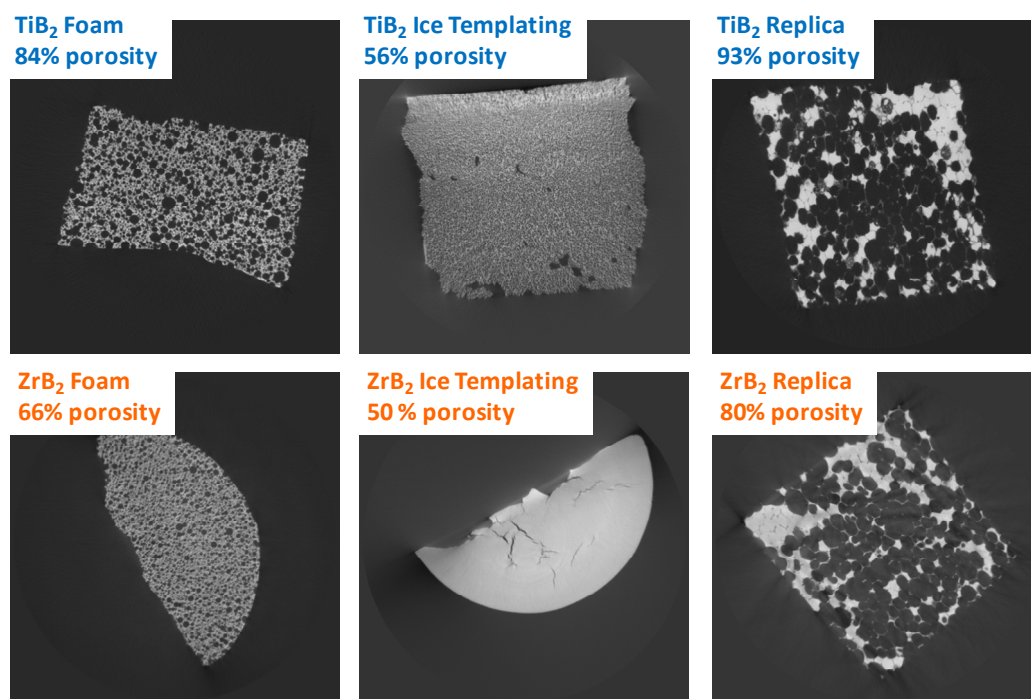 TiB₂ Foam
84% porosity
TiB₂ Ice Templating
56% porosity
TiB₂ Replica
93% porosity
ZrB₂ Foam
66% porosity
ZrB₂ Ice Templating
50 % porosity
ZrB₂ Replica
80% porosity